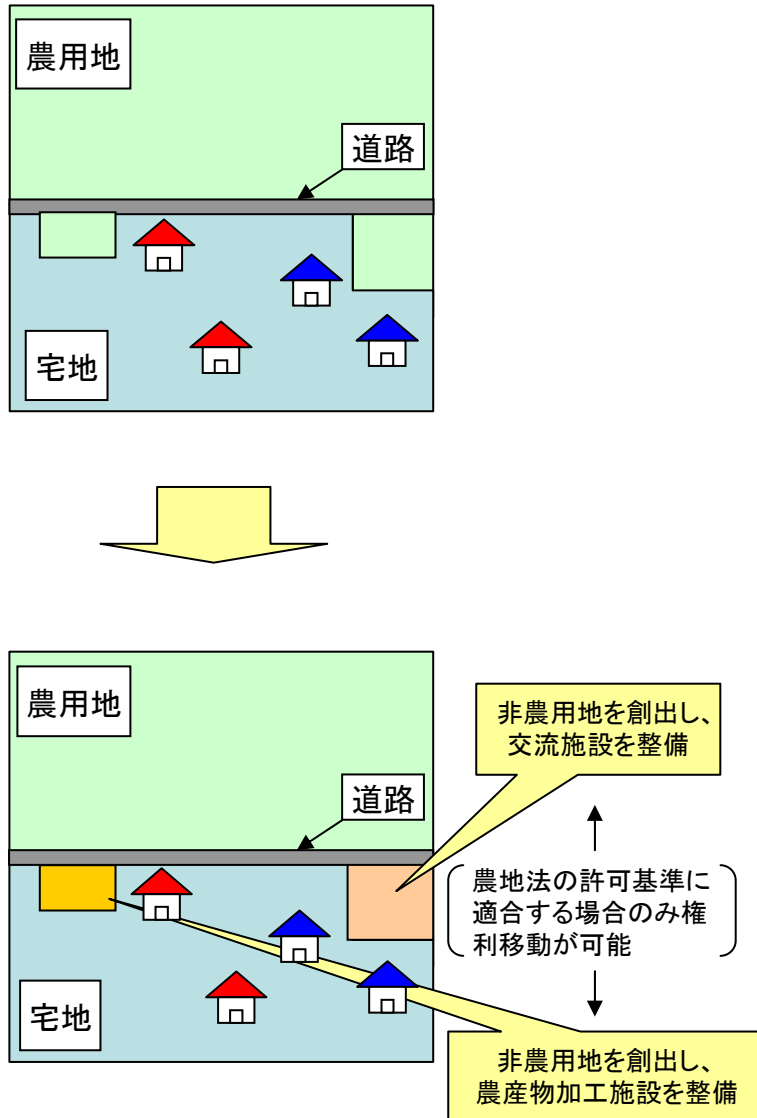 農用地
道路
宅地
農用地
非農用地を創出し、
交流施設を整備
道路
農地法の許可基準に
適合する場合のみ権
利移動が可能
宅地
非農用地を創出し、
農産物加工施設を整備